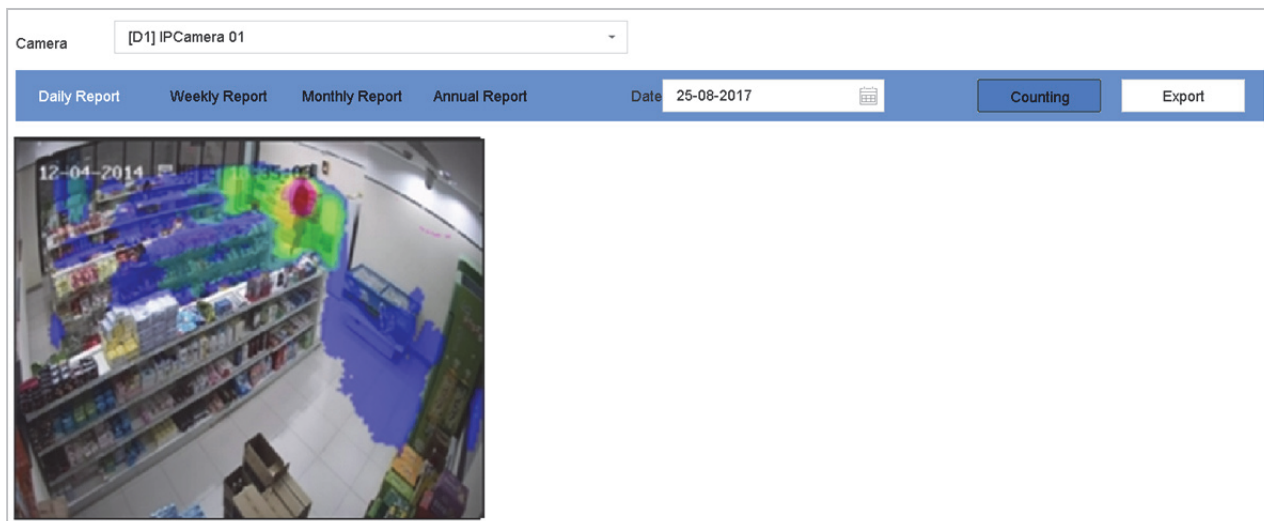 Camera
[D1] IPCamera 01
Daily Report Weekly Report Monthly Report Annual Report Date 25-08-2017 Counting Export
12-04-2014